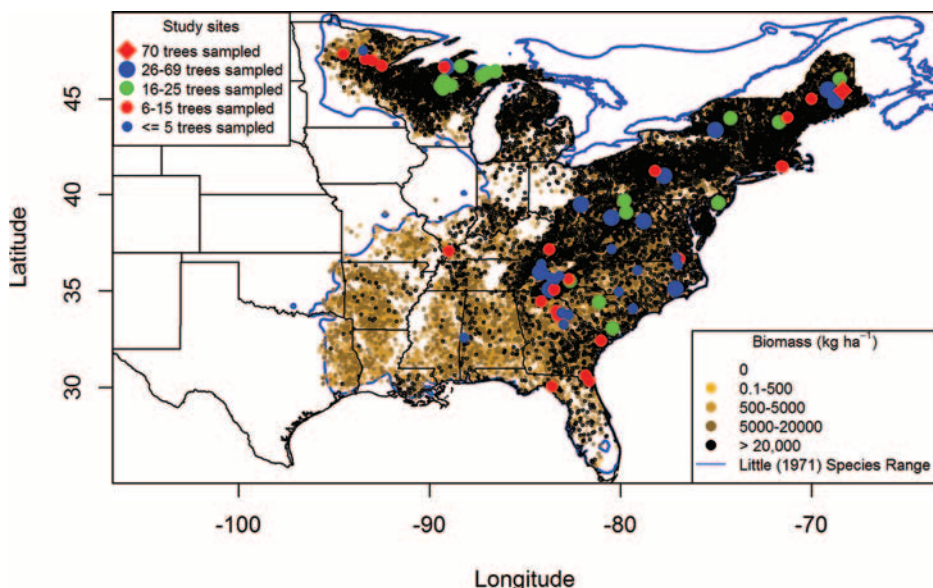 Study sites
70 trees sampled
26-69 trees sampled
16-25 trees sampled
6-15 trees sampled
<= 5 trees sampled
Latitude
45
40
35
30
Biomass (kg ha⁻¹)
0
0.1-500
500-5000
5000-20000
> 20,000
Little (1971) Species Range
-100
-90
-80
-70
Longitude